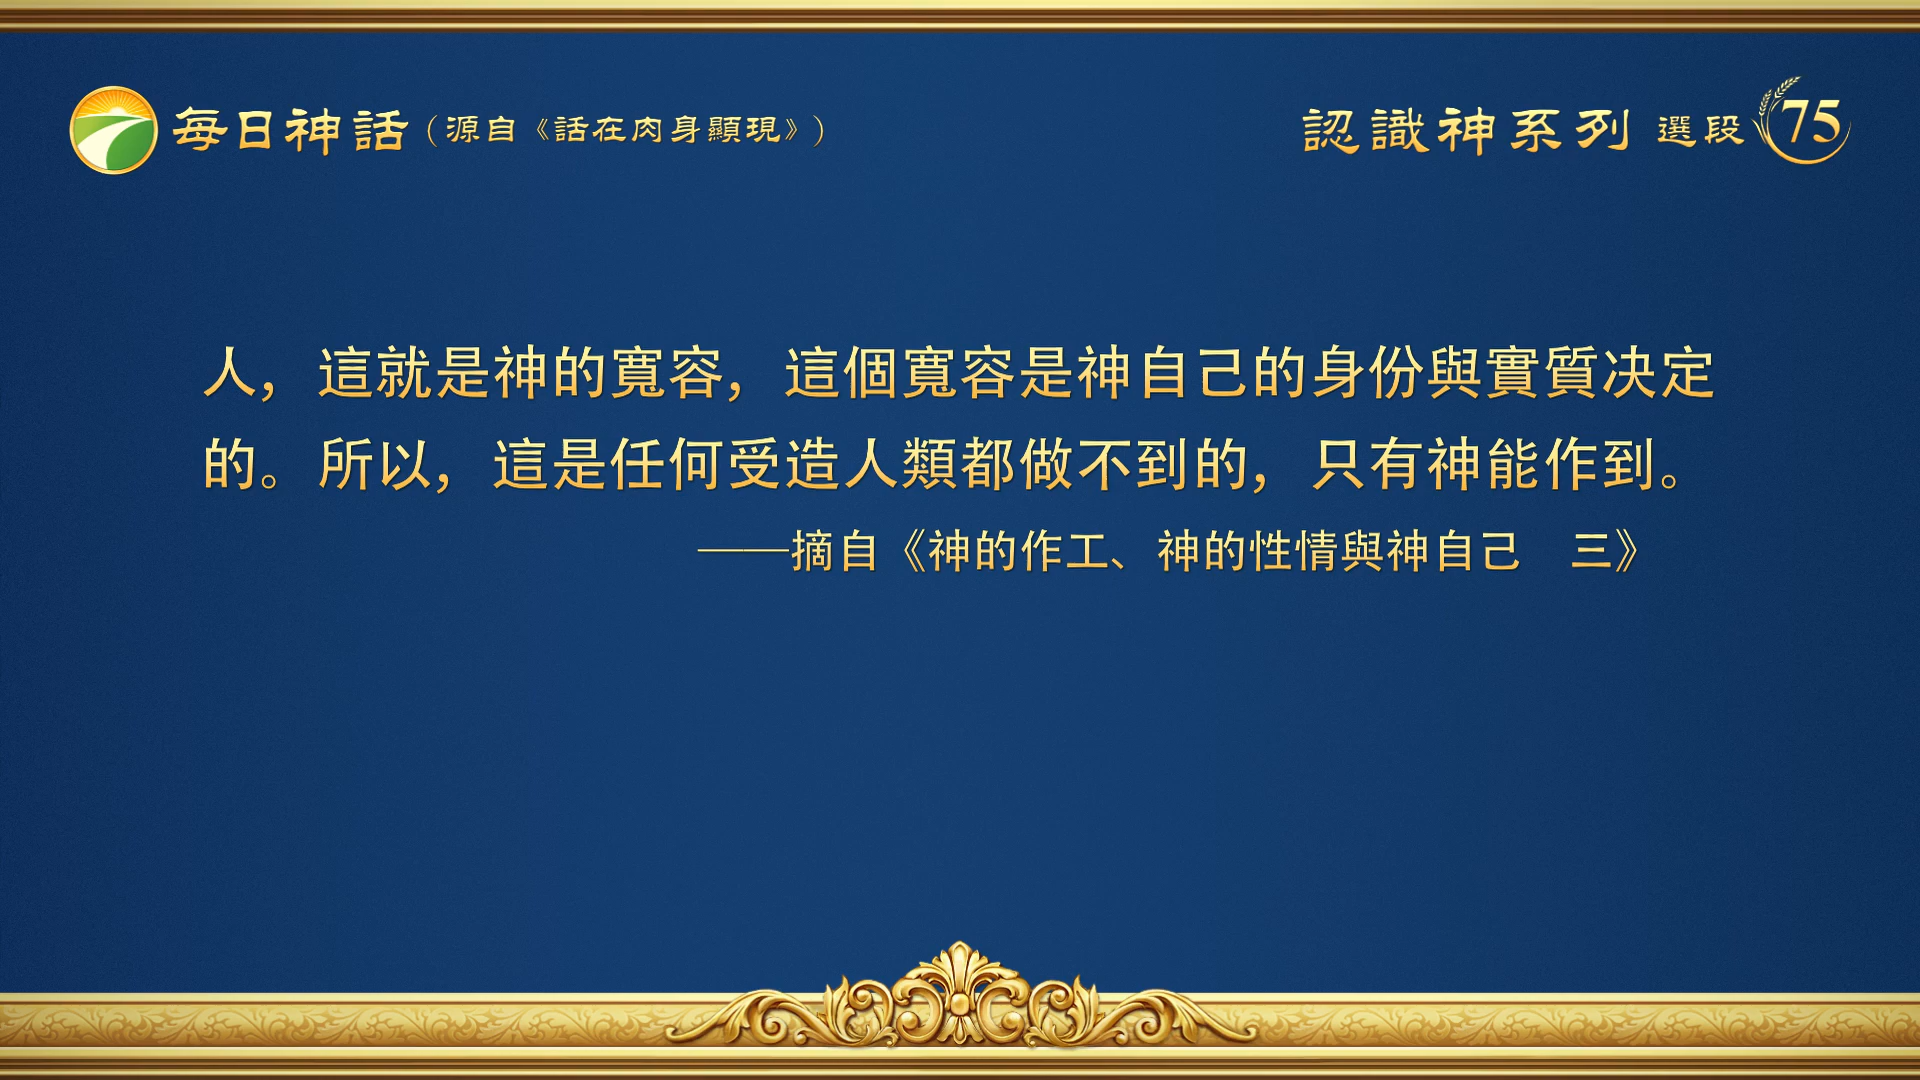 每日神話（源自《話在肉身顯現》）
認識神系列 選段 75
人，這就是神的寬容，這個寬容是神自己的身份與實質决定
的。所以，這是任何受造人類都做不到的，只有神能作到。
——摘自《神的作工、神的性情與神自己　三》